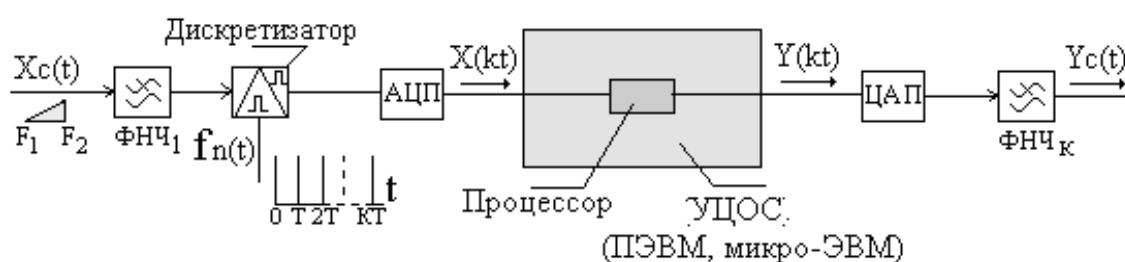 Дискретизатор
Xc(t)
X(kt)
Y(kt)
Yc(t)
АЦП
ЦАП
F1 F2
ФНЧ1
fn(t)
t
0 T 2T KT
ФНЧк
Процессор
УЦОС
(ПЭВМ, микро-ЭВМ)